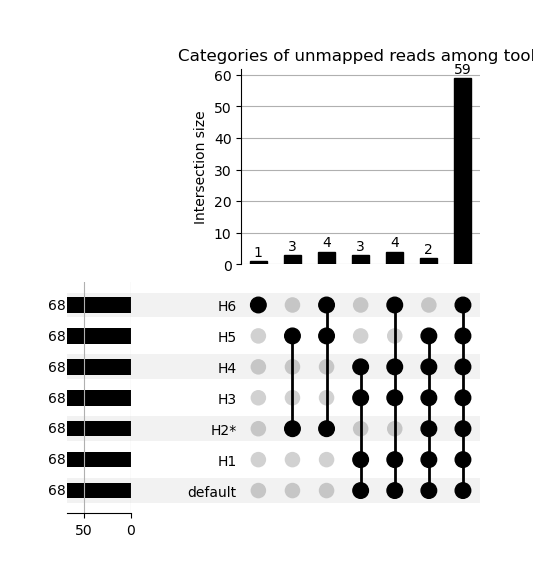 Categories of unmapped reads among tool
60
50
40
30
20
10
0
Intersection size
1 3 4 3 4 2 59
68 H6
68 H5
68 H4
68 H3
68 H2*
68 H1
68 default
50 0